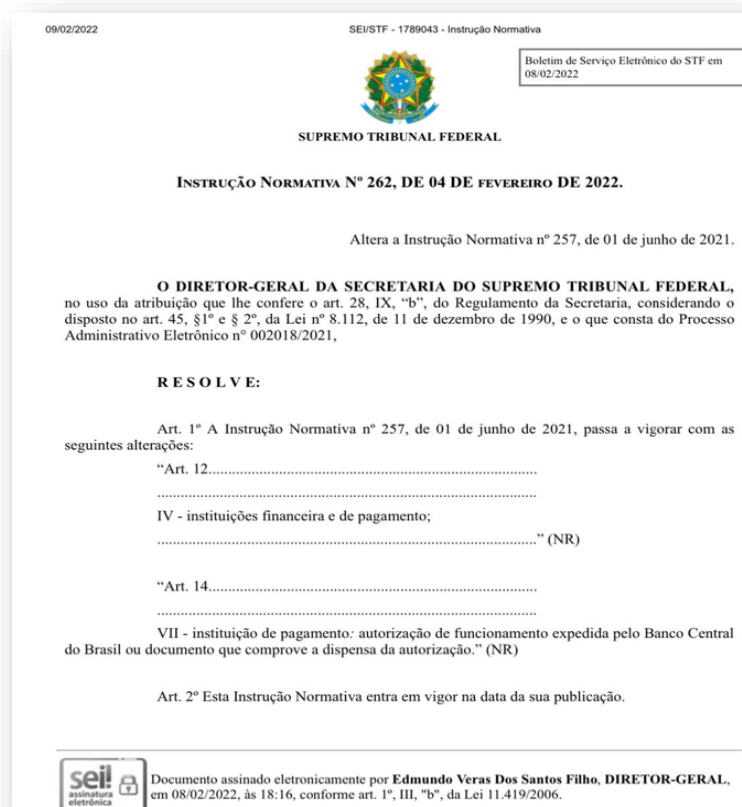 09/02/2022 SEI/STF - 1789043 - Instrução Normativa
Boletim de Serviço Eletrônico do STF em
08/02/2022
SUPREMO TRIBUNAL FEDERAL
INSTRUÇÃO NORMATIVA Nº 262, DE 04 DE FEVEREIRO DE 2022.
Altera a Instrução Normativa nº 257, de 01 de junho de 2021.
O DIRETOR-GERAL DA SECRETARIA DO SUPREMO TRIBUNAL FEDERAL,
no uso da atribuição que lhe confere o art. 28, IX, “b”, do Regulamento da Secretaria, considerando o
disposto no art. 45, §1º e § 2º, da Lei nº 8.112, de 11 de dezembro de 1990, e o que consta do Processo
Administrativo Eletrônico n° 002018/2021,
R E S O L V E:
Art. 1º A Instrução Normativa nº 257, de 01 de junho de 2021, passa a vigorar com as
seguintes alterações:
“Art. 12....................................................................................
................................................................................................
IV - instituições financeira e de pagamento;
................................................................................................” (NR)
“Art. 14....................................................................................
................................................................................................
VII - instituição de pagamento: autorização de funcionamento expedida pelo Banco Central
do Brasil ou documento que comprove a dispensa da autorização.” (NR)
Art. 2º Esta Instrução Normativa entra em vigor na data da sua publicação.
sei!
assinatura
eletrônica
Documento assinado eletronicamente por Edmundo Veras Dos Santos Filho, DIRETOR-GERAL,
em 08/02/2022, às 18:16, conforme art. 1º, III, "b", da Lei 11.419/2006.